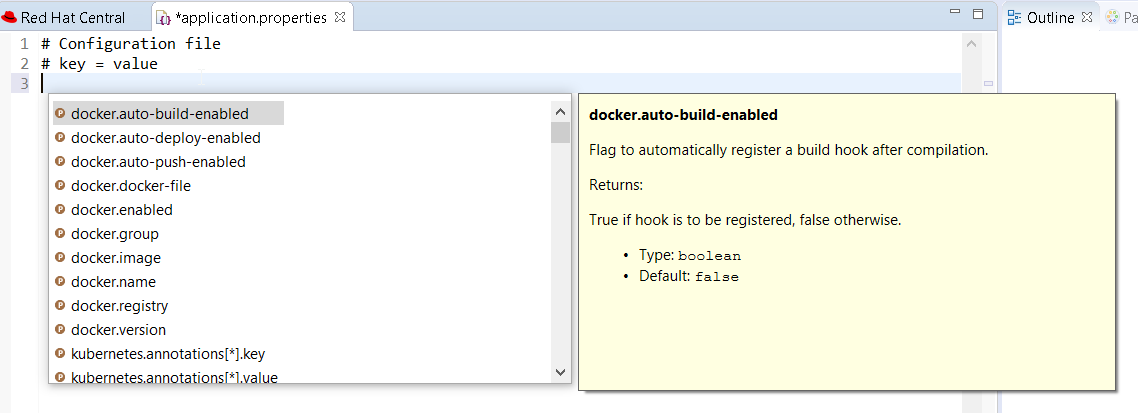 Red Hat Central
*application.properties
Outline
Pa
1 # Configuration file
2 # key = value
3
docker.auto-build-enabled
docker.auto-deploy-enabled
docker.auto-push-enabled
docker.docker-file
docker.enabled
docker.group
docker.image
docker.name
docker.registry
docker.version
kubernetes.annotations[*].key
kubernetes.annotations[*].value
docker.auto-build-enabled
Flag to automatically register a build hook after compilation.
Returns:
True if hook is to be registered, false otherwise.
• Type: boolean
• Default: false